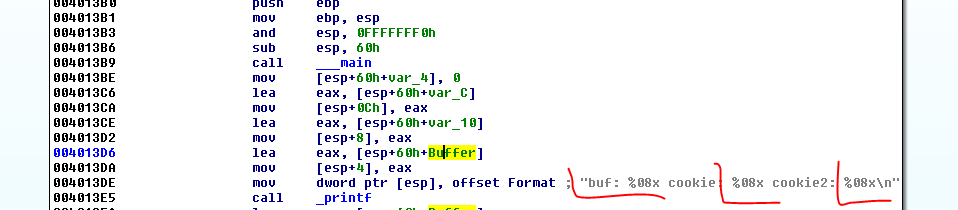 004013B0 push ebp
004013B1 mov ebp, esp
004013B3 and esp, 0FFFFFFF0h
004013B6 sub esp, 60h
004013B9 call ___main
004013BE mov [esp+60h+var_4], 0
004013C6 lea eax, [esp+60h+var_C]
004013CA mov [esp+0Ch], eax
004013CE lea eax, [esp+60h+var_10]
004013D2 mov [esp+8], eax
004013D6 lea eax, [esp+60h+Buffer]
004013DA mov [esp+4], eax
004013DE mov dword ptr [esp], offset Format ; "buf: %08x cookie: %08x cookie2: %08x\n"
004013E5 call _printf